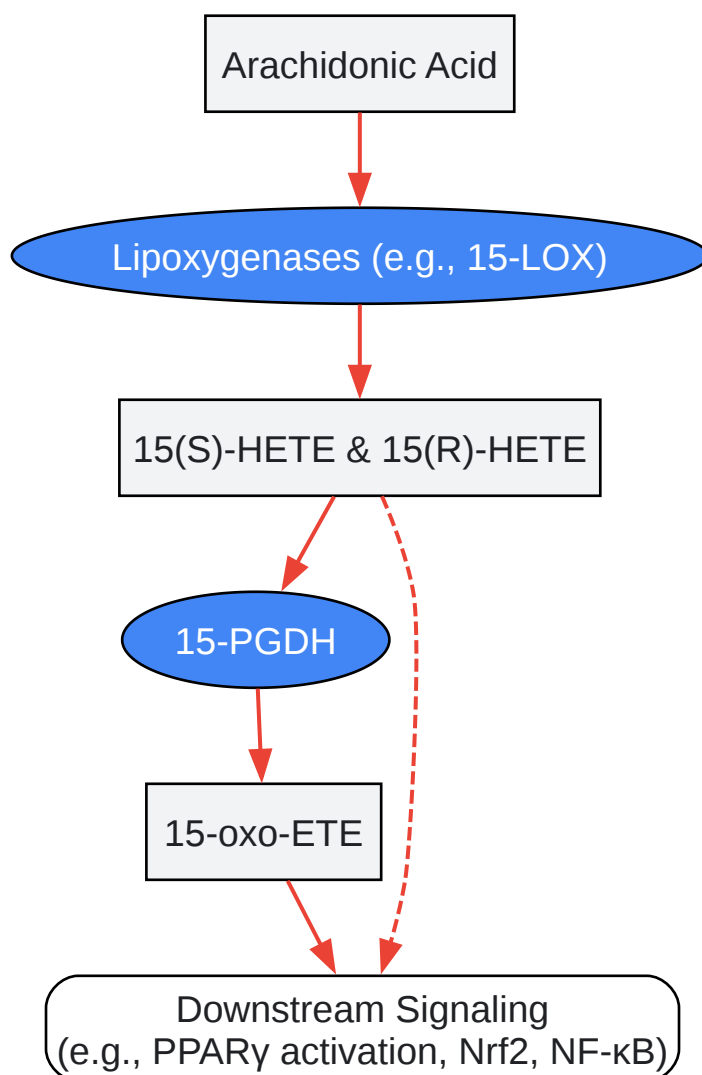 Arachidonic Acid
Lipoxygenases (e.g., 15-LOX)
15(S)-HETE & 15(R)-HETE
15-PGDH
15-oxo-ETE
Downstream Signaling
(e.g., PPARγ activation, Nrf2, NF-κB)